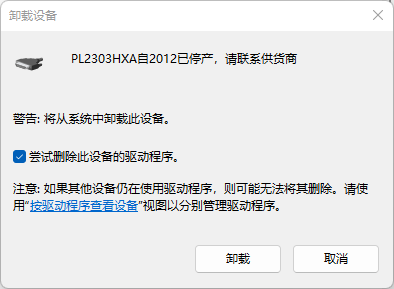 卸载设备
PL2303HXA自2012已停产，请联系供货商
警告: 将从系统中卸载此设备。
尝试删除此设备的驱动程序。
注意: 如果其他设备仍在使用驱动程序，则可能无法将其删除。请使
用“按驱动程序查看设备”视图以分别管理驱动程序。
卸载
取消